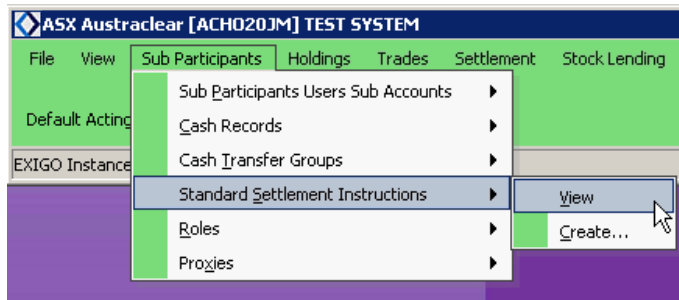 ASX Austraclear [ACHO20JM] TEST SYSTEM
File View Sub Participants Holdings Trades Settlement Stock Lending
Sub Participants Users Sub Accounts
Default Acting
Cash Records
EXIGO Instance
Cash Transfer Groups
Standard Settlement Instructions
View
Roles
Create...
Proxies